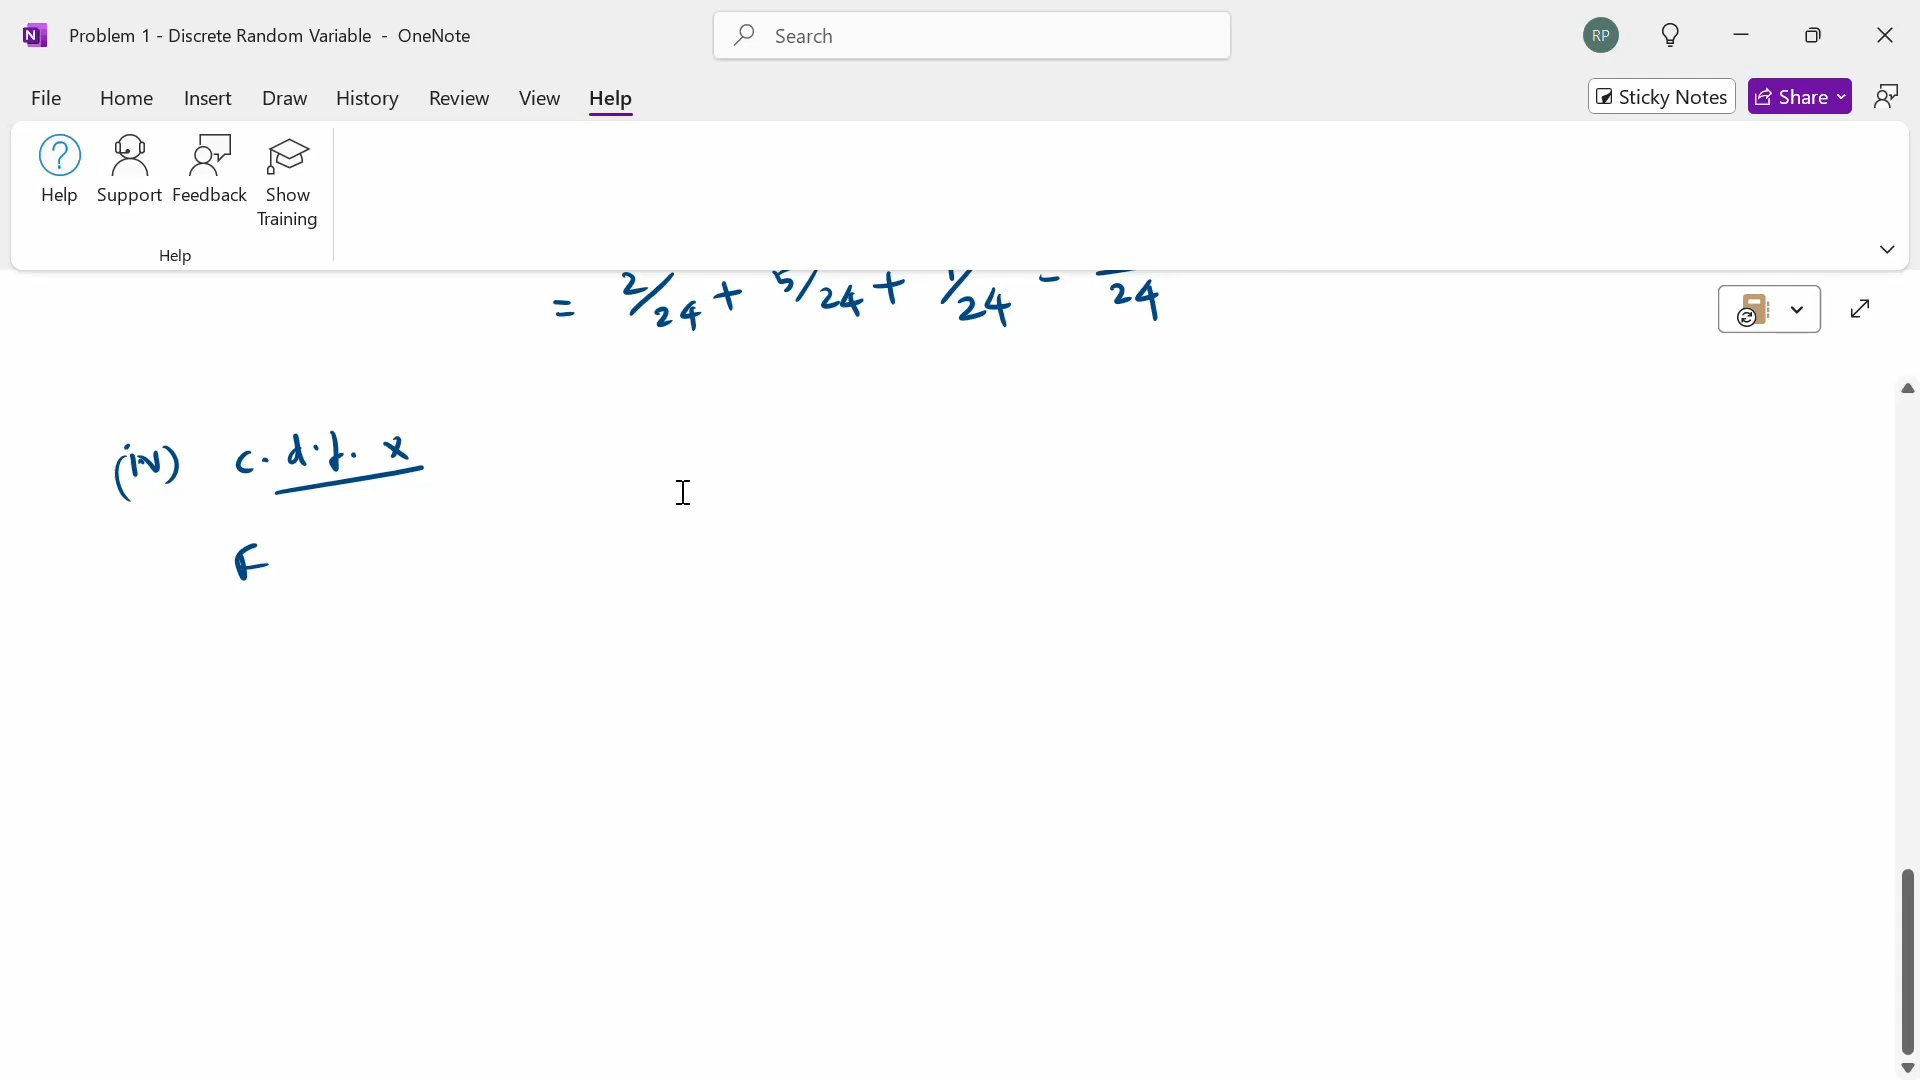 Problem 1 - Discrete Random Variable - OneNote
Search
RP
File Home Insert Draw History Review View Help
Sticky Notes
Share
Help
Support
Feedback
Show
Training
Help
= 2/24 + 5/24 + 1/24 - 24
(iv) c.d.f. x
F